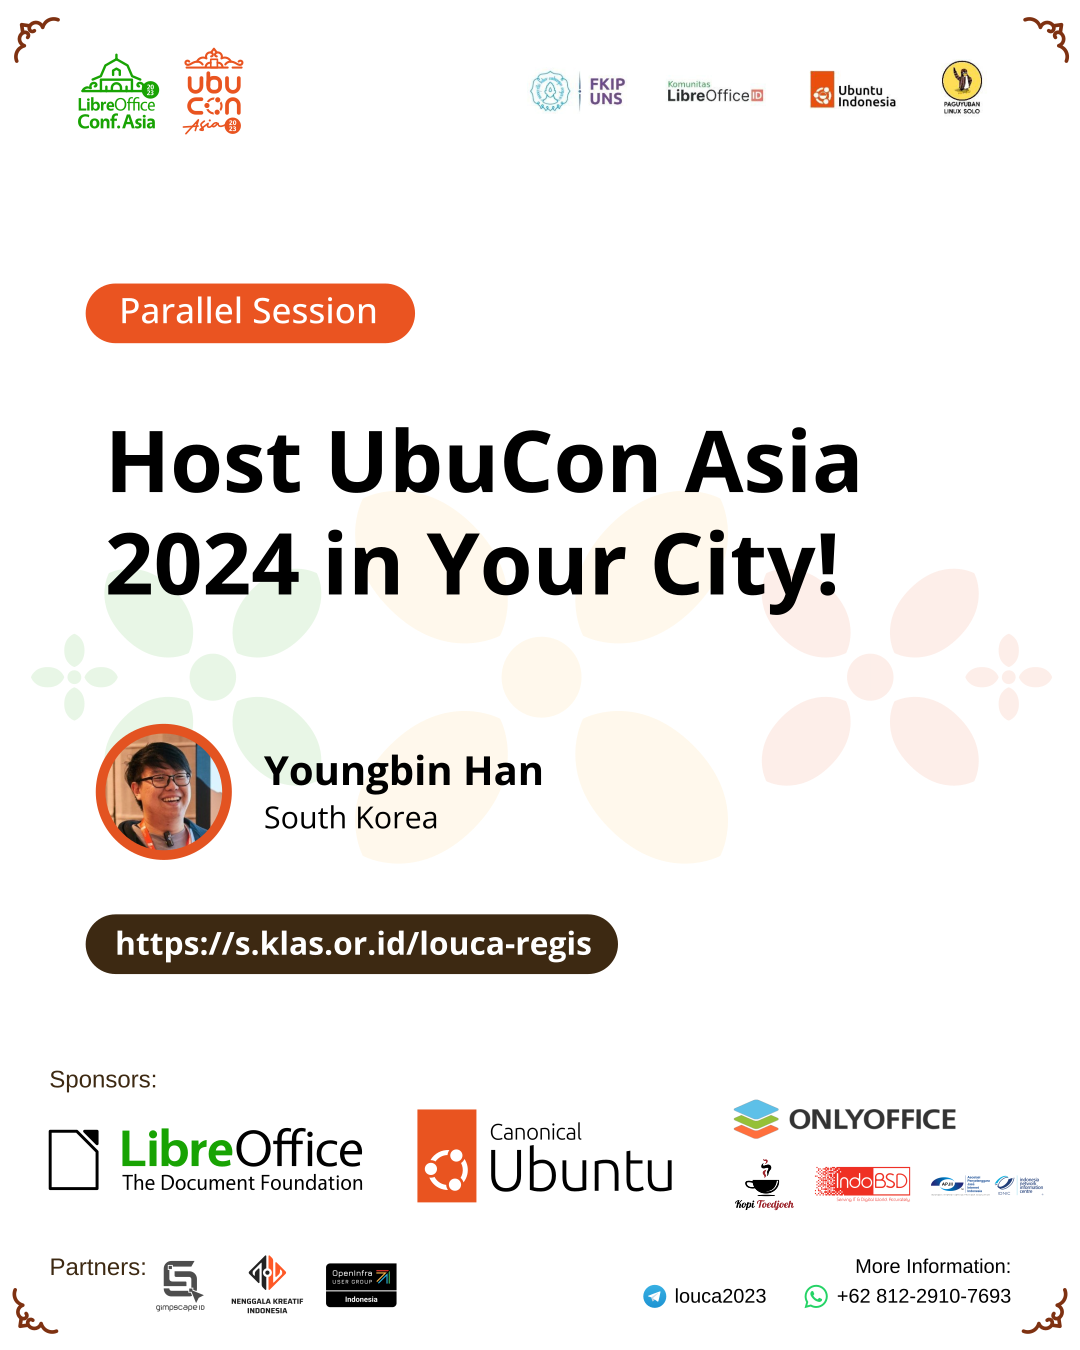 LibreOffice
Conf. Asia
2023
ubu
con
Asia
2023
FKIP
UNS
Komunitas
LibreOffice ID
Ubuntu
Indonesia
PAGUYUBAN
LINUX SOLO
Parallel Session
Host UbuCon Asia
2024 in Your City!
Youngbin Han
South Korea
https://s.klas.or.id/louca-regis
Sponsors:
LibreOffice
The Document Foundation
Canonical
Ubuntu
ONLYOFFICE
Kopi Toedjoeh
IndoBSD
Partners:
gimpscape ID
NENGGALA KREATIF
INDONESIA
OpenInfra
USER GROUP
Indonesia
More Information:
louca2023
+62 812-2910-7693